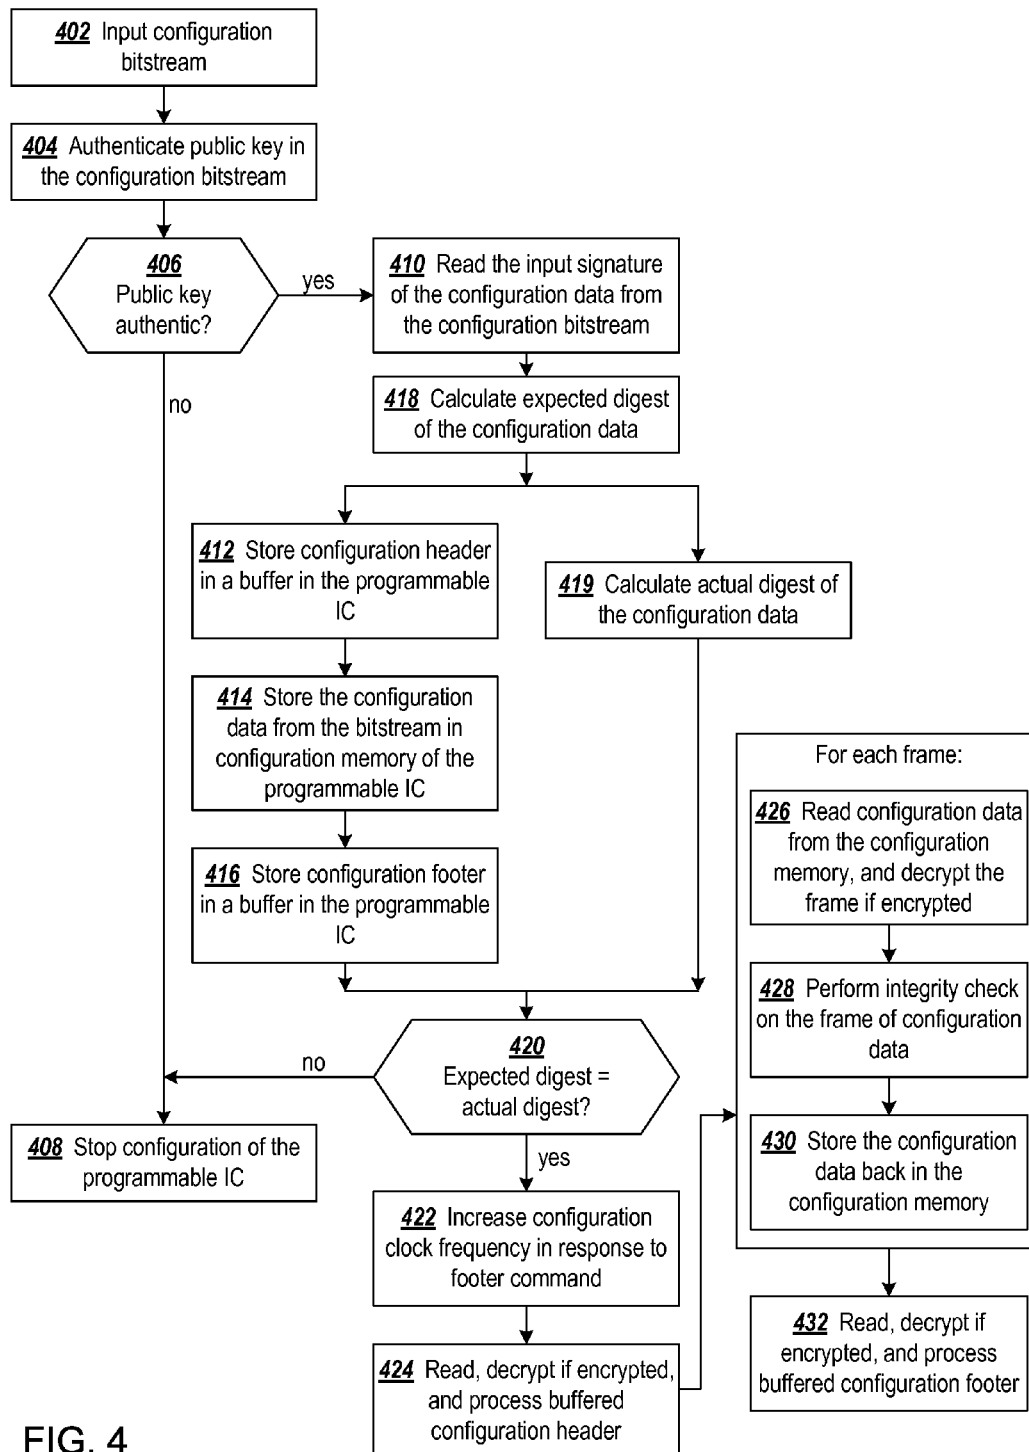 402 Input configuration
bitstream
404 Authenticate public key in
the configuration bitstream
406
Public key
authentic?
yes
no
410 Read the input signature
of the configuration data from
the configuration bitstream
418 Calculate expected digest
of the configuration data
412 Store configuration header
in a buffer in the programmable
IC
419 Calculate actual digest of
the configuration data
414 Store the configuration
data from the bitstream in
configuration memory of the
programmable IC
416 Store configuration footer
in a buffer in the programmable
IC
420
Expected digest =
actual digest?
no
yes
408 Stop configuration of the
programmable IC
422 Increase configuration
clock frequency in response to
footer command
424 Read, decrypt if encrypted,
and process buffered
configuration header
For each frame:
426 Read configuration data
from the configuration
memory, and decrypt the
frame if encrypted
428 Perform integrity check
on the frame of configuration
data
430 Store the configuration
data back in the
configuration memory
432 Read, decrypt if
encrypted, and process
buffered configuration footer
FIG. 4